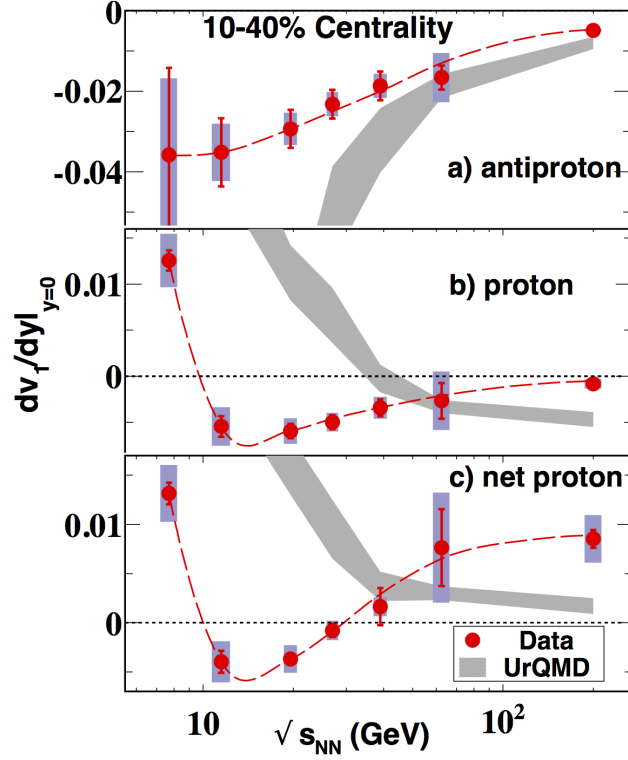 10-40% Centrality
0
-0.02
-0.04
a) antiproton
0.01
0
b) proton
dv₁/dy|y=0
c) net proton
0.01
0
Data
UrQMD
10
10²
√ sNN (GeV)